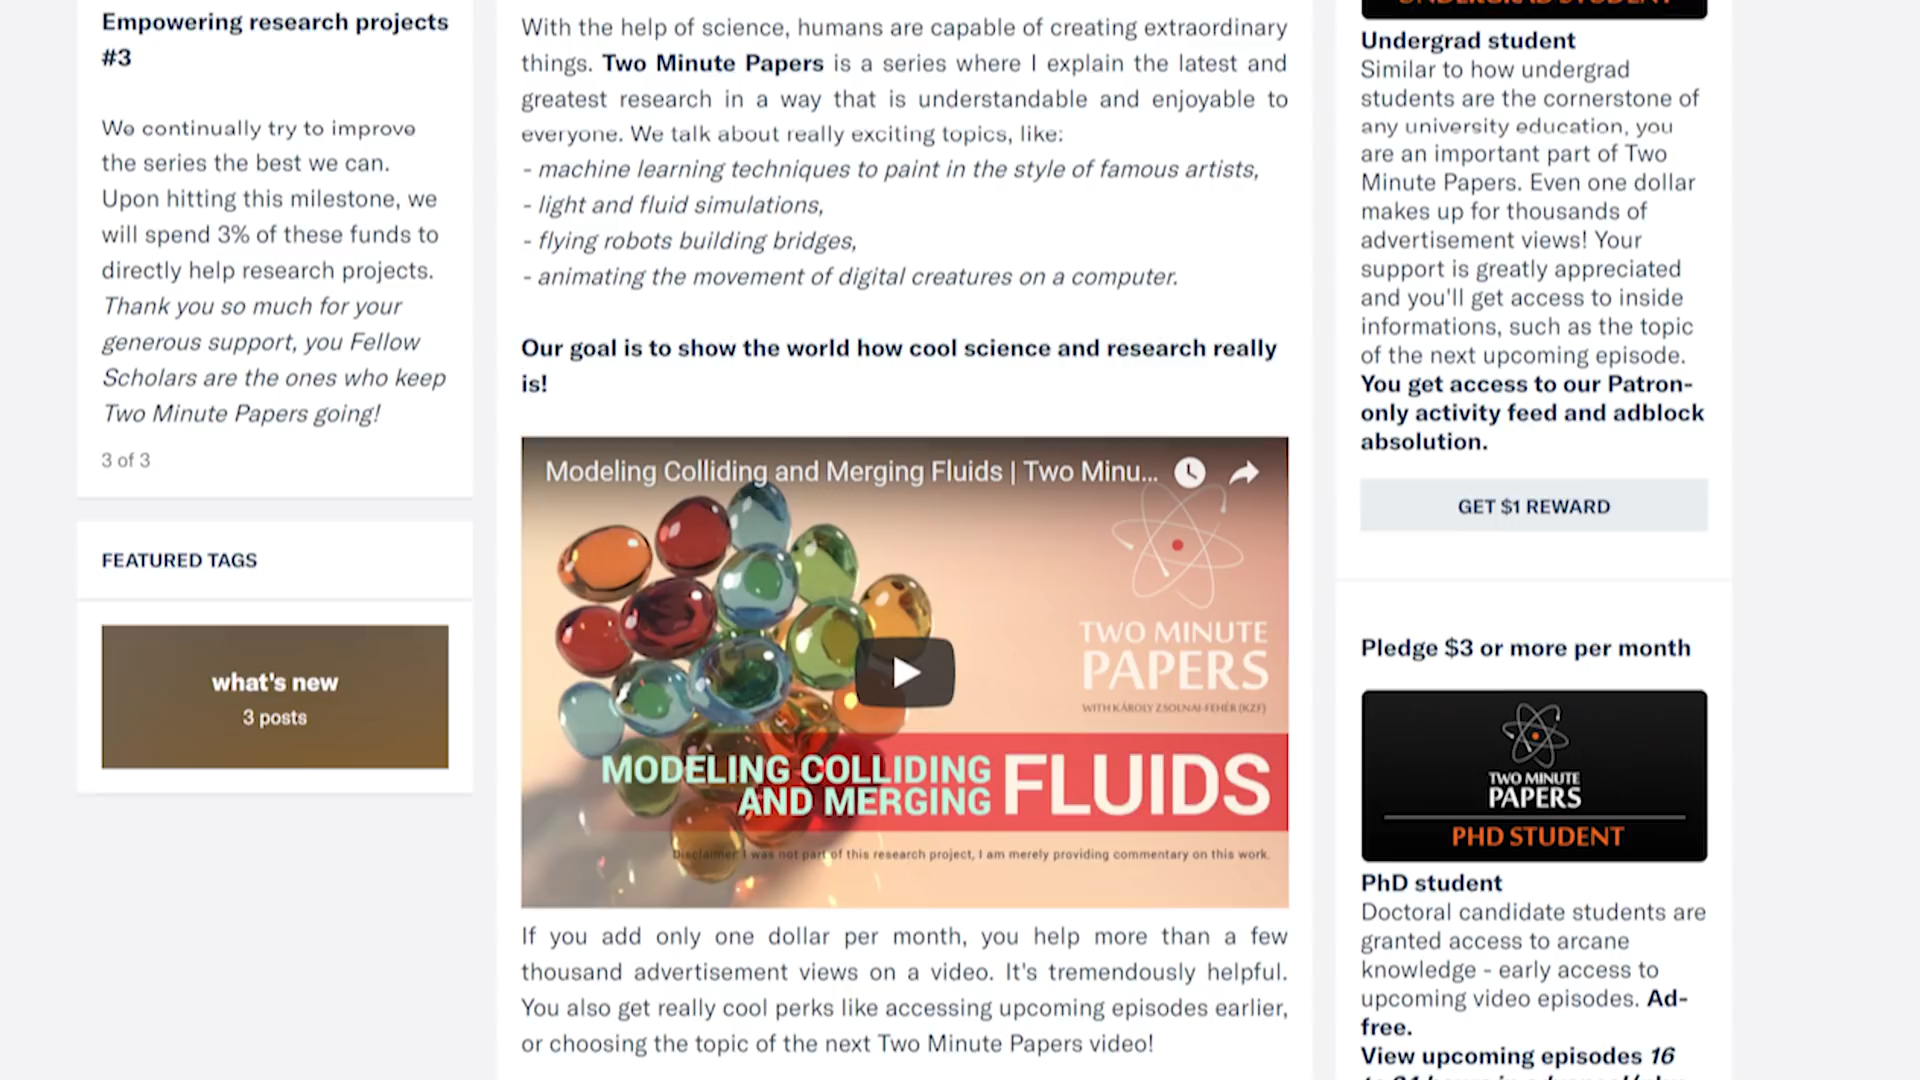 Empowering research projects
#3
We continually try to improve
the series the best we can.
Upon hitting this milestone, we
will spend 3% of these funds to
directly help research projects.
Thank you so much for your
generous support, you Fellow
Scholars are the ones who keep
Two Minute Papers going!
3 of 3
FEATURED TAGS
what's new
3 posts
With the help of science, humans are capable of creating extraordinary
things. Two Minute Papers is a series where I explain the latest and
greatest research in a way that is understandable and enjoyable to
everyone. We talk about really exciting topics, like:
- machine learning techniques to paint in the style of famous artists,
- light and fluid simulations,
- flying robots building bridges,
- animating the movement of digital creatures on a computer.
Our goal is to show the world how cool science and research really
is!
Modeling Colliding and Merging Fluids | Two Minu...
TWO MINUTE
PAPERS
WITH KÁROLY ZSOLNAI-FEHÉR (KZF)
MODELING COLLIDING
AND MERGING
FLUIDS
Disclaimer: I was not part of this research project, I am merely providing commentary on this work.
If you add only one dollar per month, you help more than a few
thousand advertisement views on a video. It's tremendously helpful.
You also get really cool perks like accessing upcoming episodes earlier,
or choosing the topic of the next Two Minute Papers video!
UNDERGRAD STUDENT
Undergrad student
Similar to how undergrad
students are the cornerstone of
any university education, you
are an important part of Two
Minute Papers. Even one dollar
makes up for thousands of
advertisement views! Your
support is greatly appreciated
and you'll get access to inside
informations, such as the topic
of the next upcoming episode.
You get access to our Patron-
only activity feed and adblock
absolution.
GET $1 REWARD
Pledge $3 or more per month
TWO MINUTE
PAPERS
PHD STUDENT
PhD student
Doctoral candidate students are
granted access to arcane
knowledge - early access to
upcoming video episodes. Ad-
free.
View upcoming episodes 16